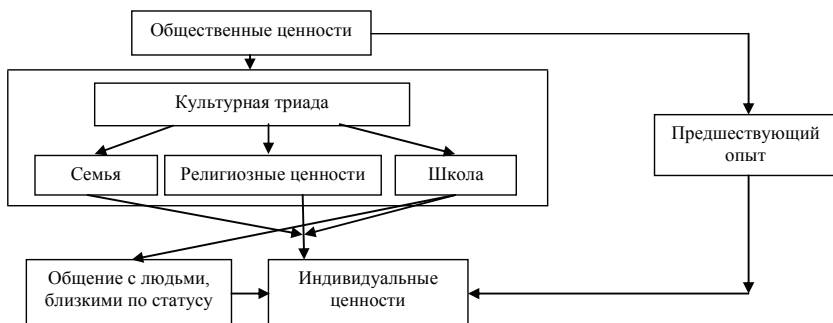 Общественные ценности
Культурная триада
Предшествующий
опыт
Семья
Религиозные ценности
Школа
Общение с людьми,
близкими по статусу
Индивидуальные
ценности